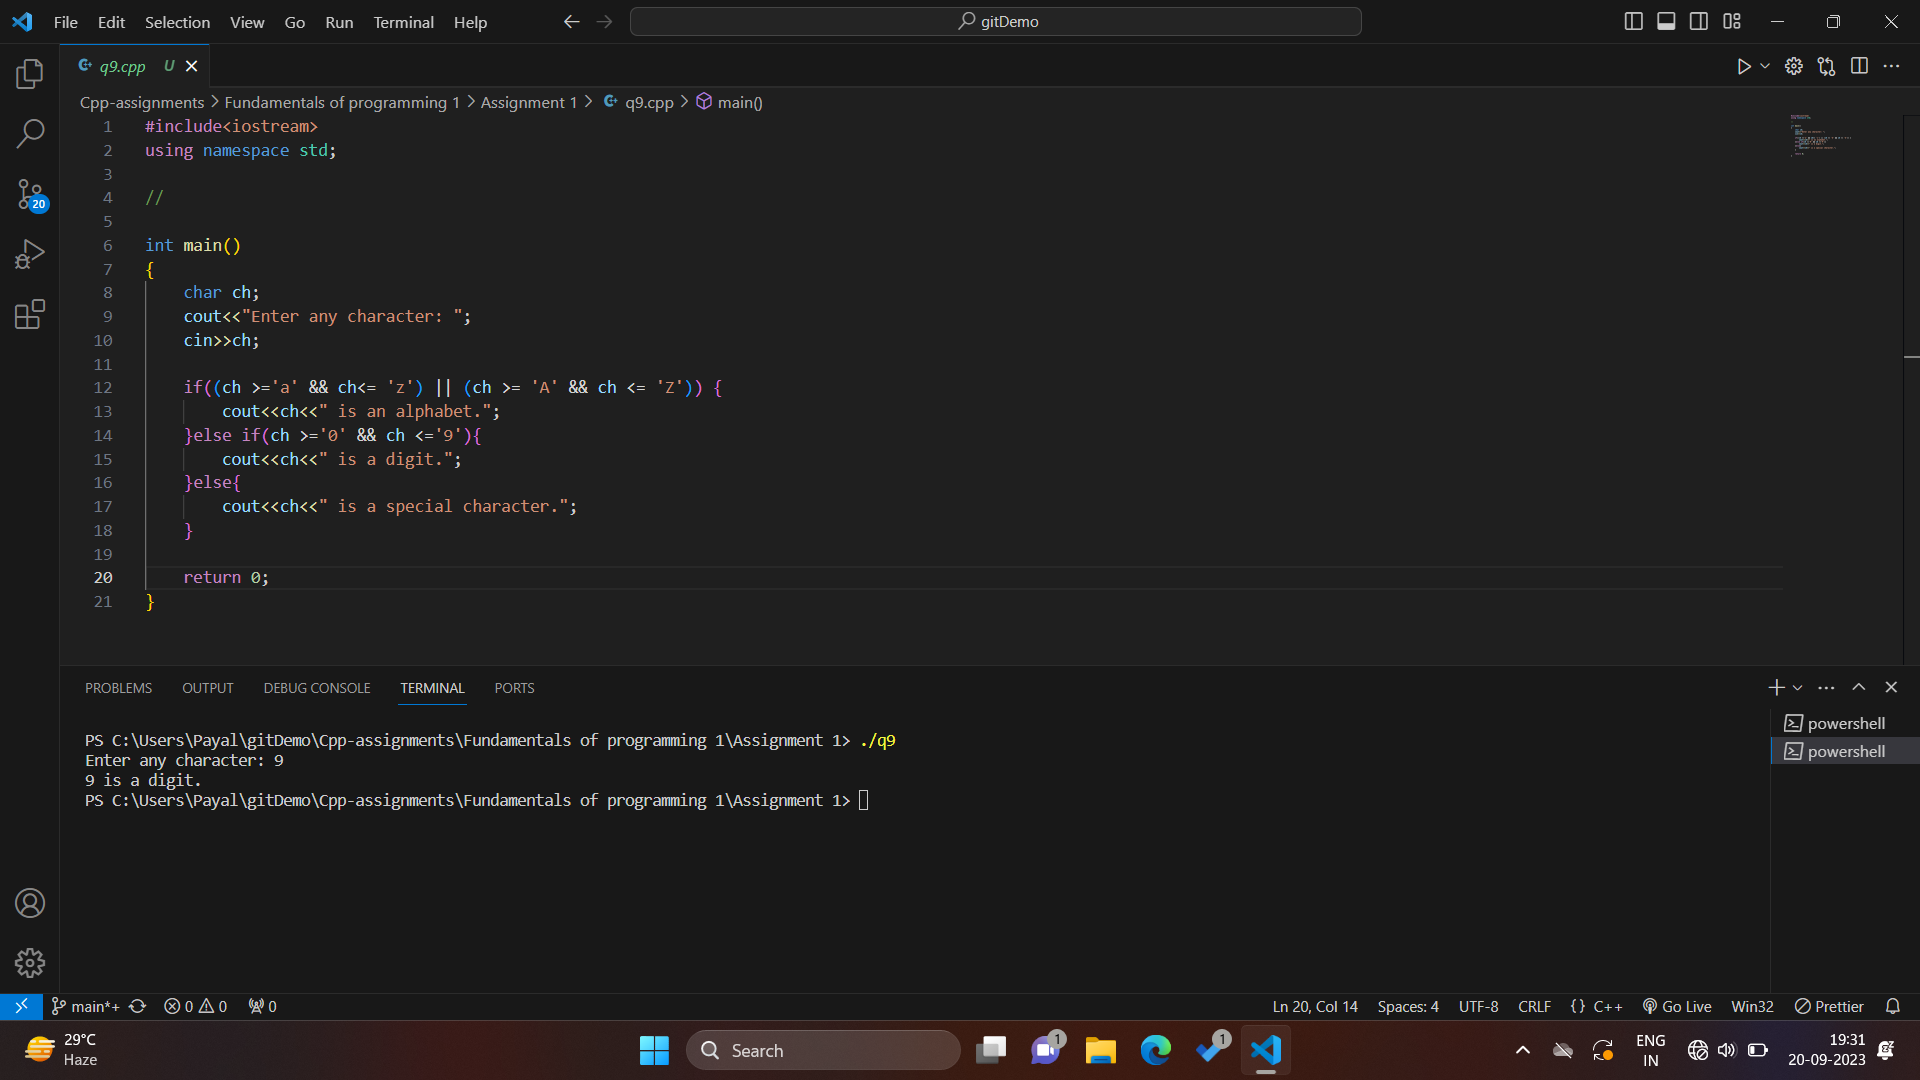 File Edit Selection View Go Run Terminal Help
gitDemo
q9.cpp U
Cpp-assignments > Fundamentals of programming 1 > Assignment 1 > q9.cpp > main()
1 #include<iostream>
2 using namespace std;
3
4 //
5
6 int main()
7 {
8 char ch;
9 cout<<"Enter any character: ";
10 cin>>ch;
11
12 if((ch >='a' && ch<= 'z') || (ch >= 'A' && ch <= 'Z')) {
13 cout<<ch<<" is an alphabet.";
14 }else if(ch >='0' && ch <='9'){
15 cout<<ch<<" is a digit.";
16 }else{
17 cout<<ch<<" is a special character.";
18 }
19
20 return 0;
21 }
20
PROBLEMS OUTPUT DEBUG CONSOLE TERMINAL PORTS
PS C:\Users\Payal\gitDemo\Cpp-assignments\Fundamentals of programming 1\Assignment 1> ./q9
Enter any character: 9
9 is a digit.
PS C:\Users\Payal\gitDemo\Cpp-assignments\Fundamentals of programming 1\Assignment 1>
powershell
powershell
main*+ 0 0 0 Ln 20, Col 14 Spaces: 4 UTF-8 CRLF {} C++ Go Live Win32 Prettier
29°C
Haze
Search
1
1
ENG
IN
19:31
20-09-2023